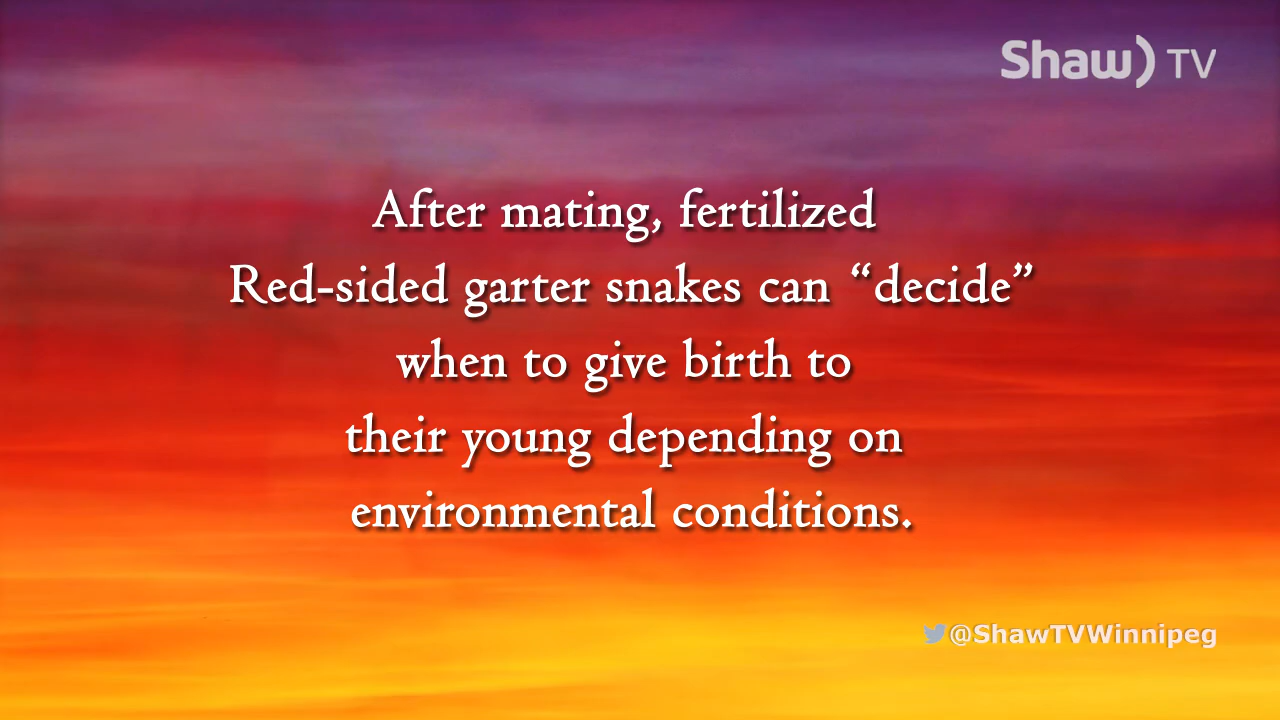 Shaw) TV
After mating, fertilized
Red-sided garter snakes can “decide”
when to give birth to
their young depending on
environmental conditions.
@ShawTVWinnipeg